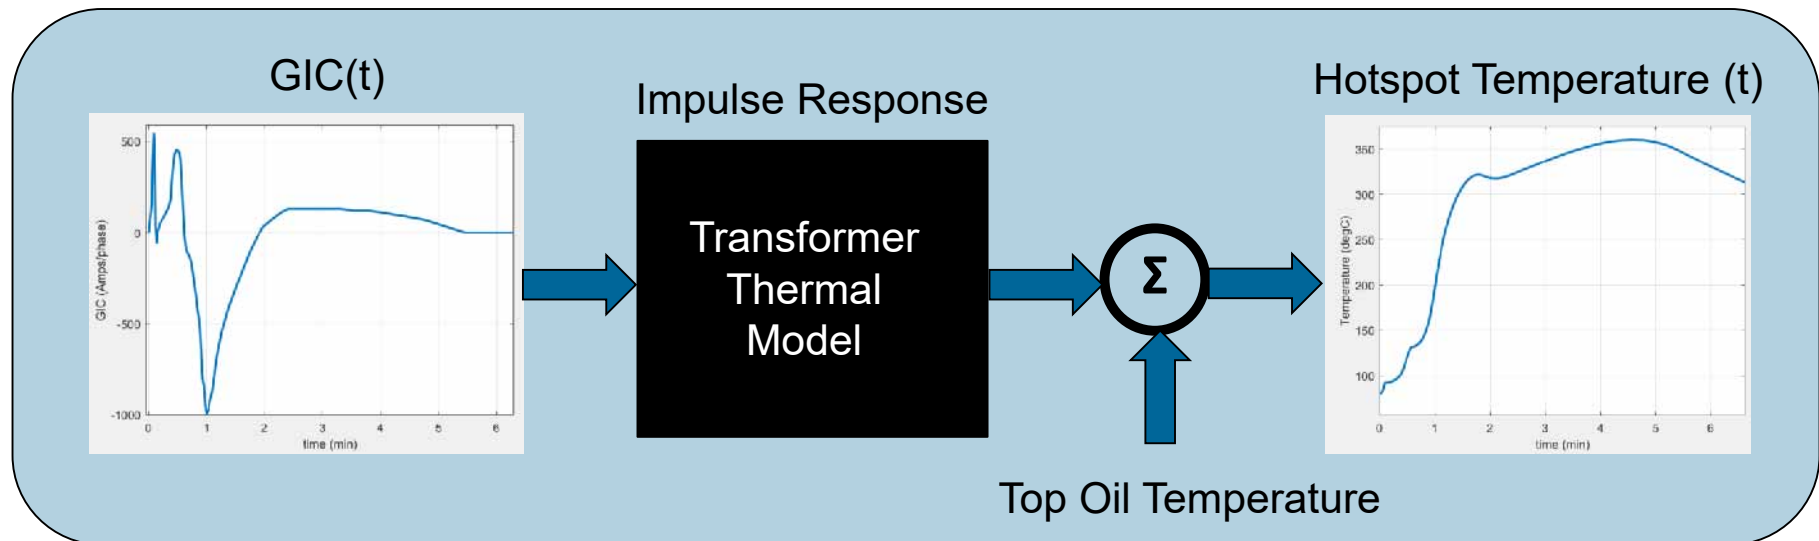 GIC(t)
500
0
-500
-1000
GIC (Amps/phase)
0 1 2 3 4 5 6
time (min)
Impulse Response
Transformer
Thermal
Model
Σ
Top Oil Temperature
Hotspot Temperature (t)
350
300
250
200
150
100
Temperature (degC)
0 1 2 3 4 5 6
time (min)